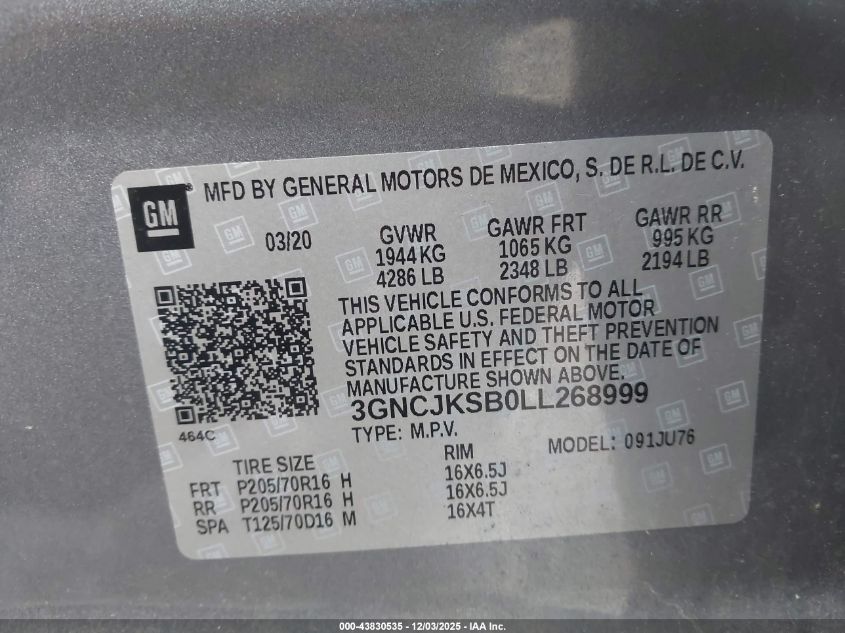 GM ® MFD BY GENERAL MOTORS DE MEXICO, S. DE R.L. DE C.V.
03/20 GVWR GAWR FRT GAWR RR
1944 KG 1065 KG 995 KG
4286 LB 2348 LB 2194 LB
THIS VEHICLE CONFORMS TO ALL
APPLICABLE U.S. FEDERAL MOTOR
VEHICLE SAFETY AND THEFT PREVENTION
STANDARDS IN EFFECT ON THE DATE OF
MANUFACTURE SHOWN ABOVE.
3GNCJKSB0LL268999
464C TYPE: M.P.V. MODEL: 091JU76
TIRE SIZE RIM
FRT P205/70R16 H 16X6.5J
RR P205/70R16 H 16X6.5J
SPA T125/70D16 M 16X4T
000-43830535 - 12/03/2025 - IAA Inc.